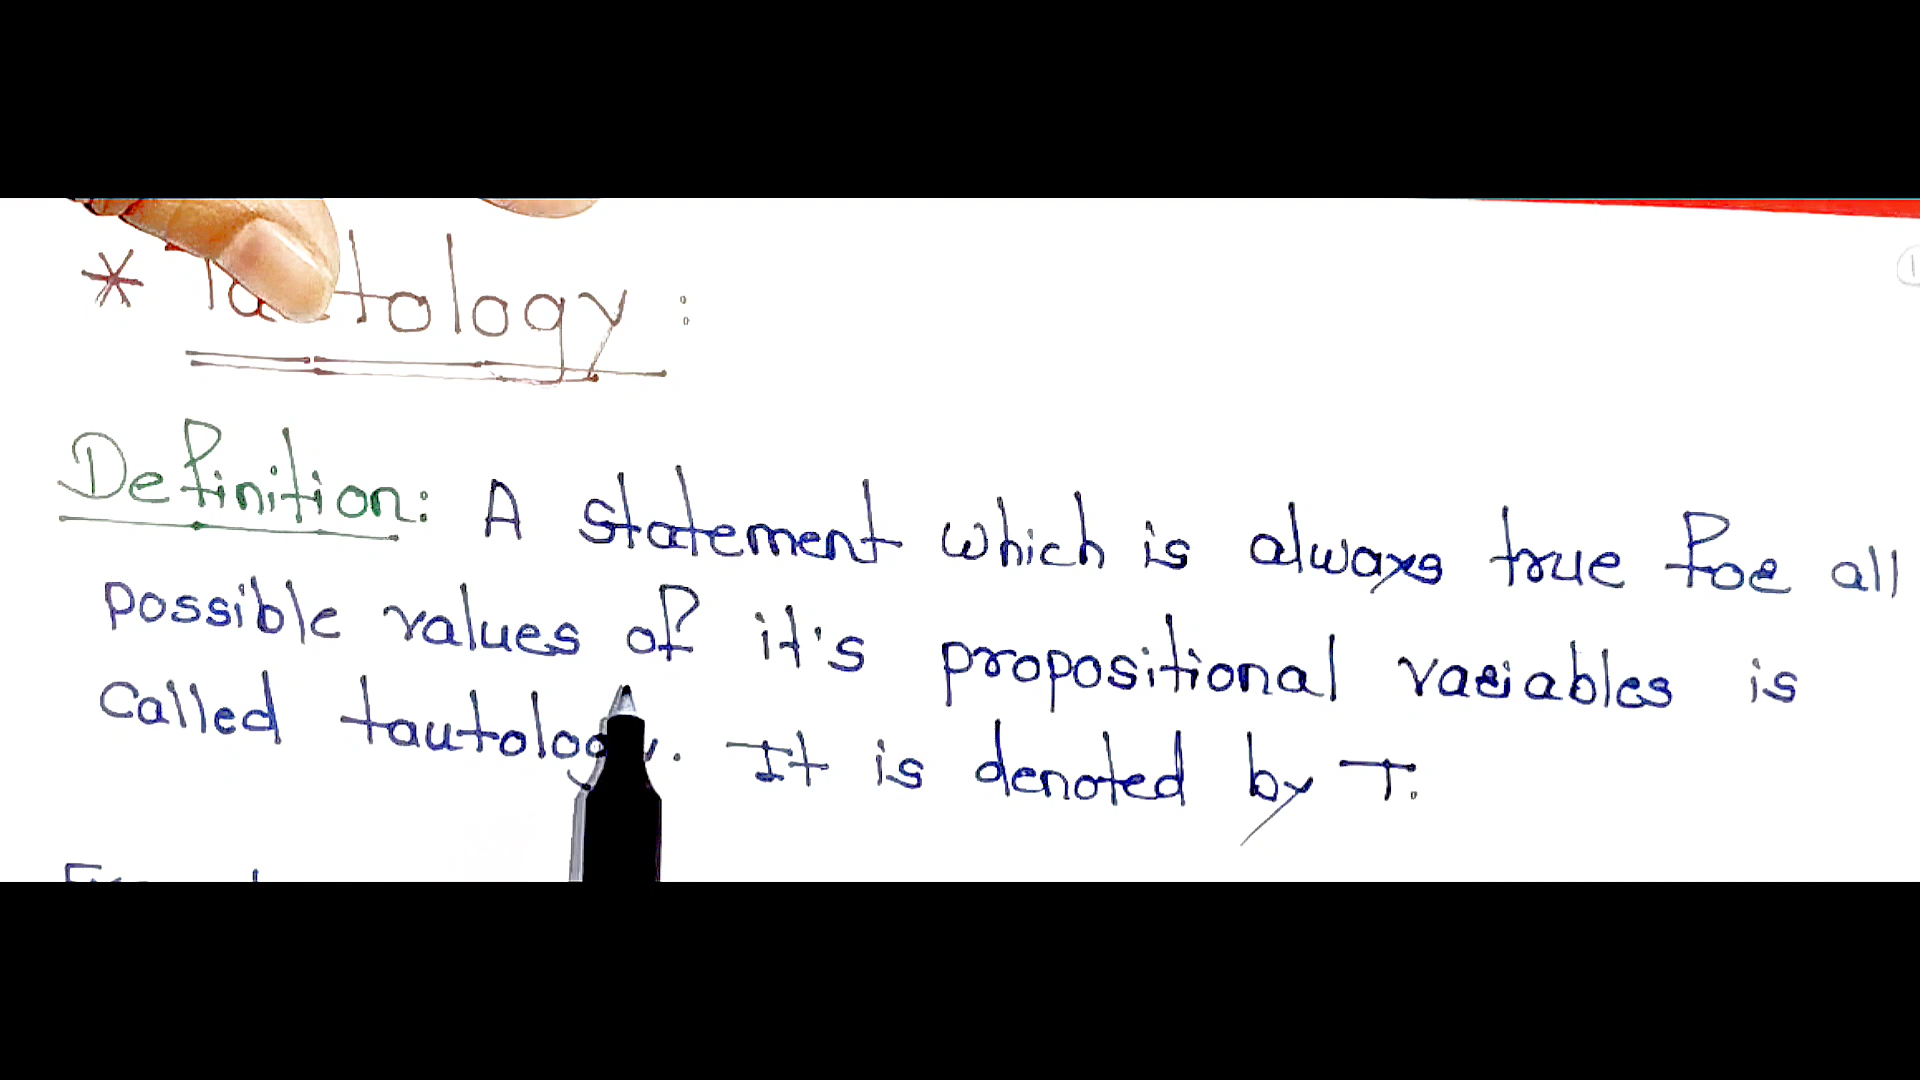 * Tautology :
Definition: A statement which is always true for all
possible values of it's propositional variables is
called tautology. It is denoted by T.